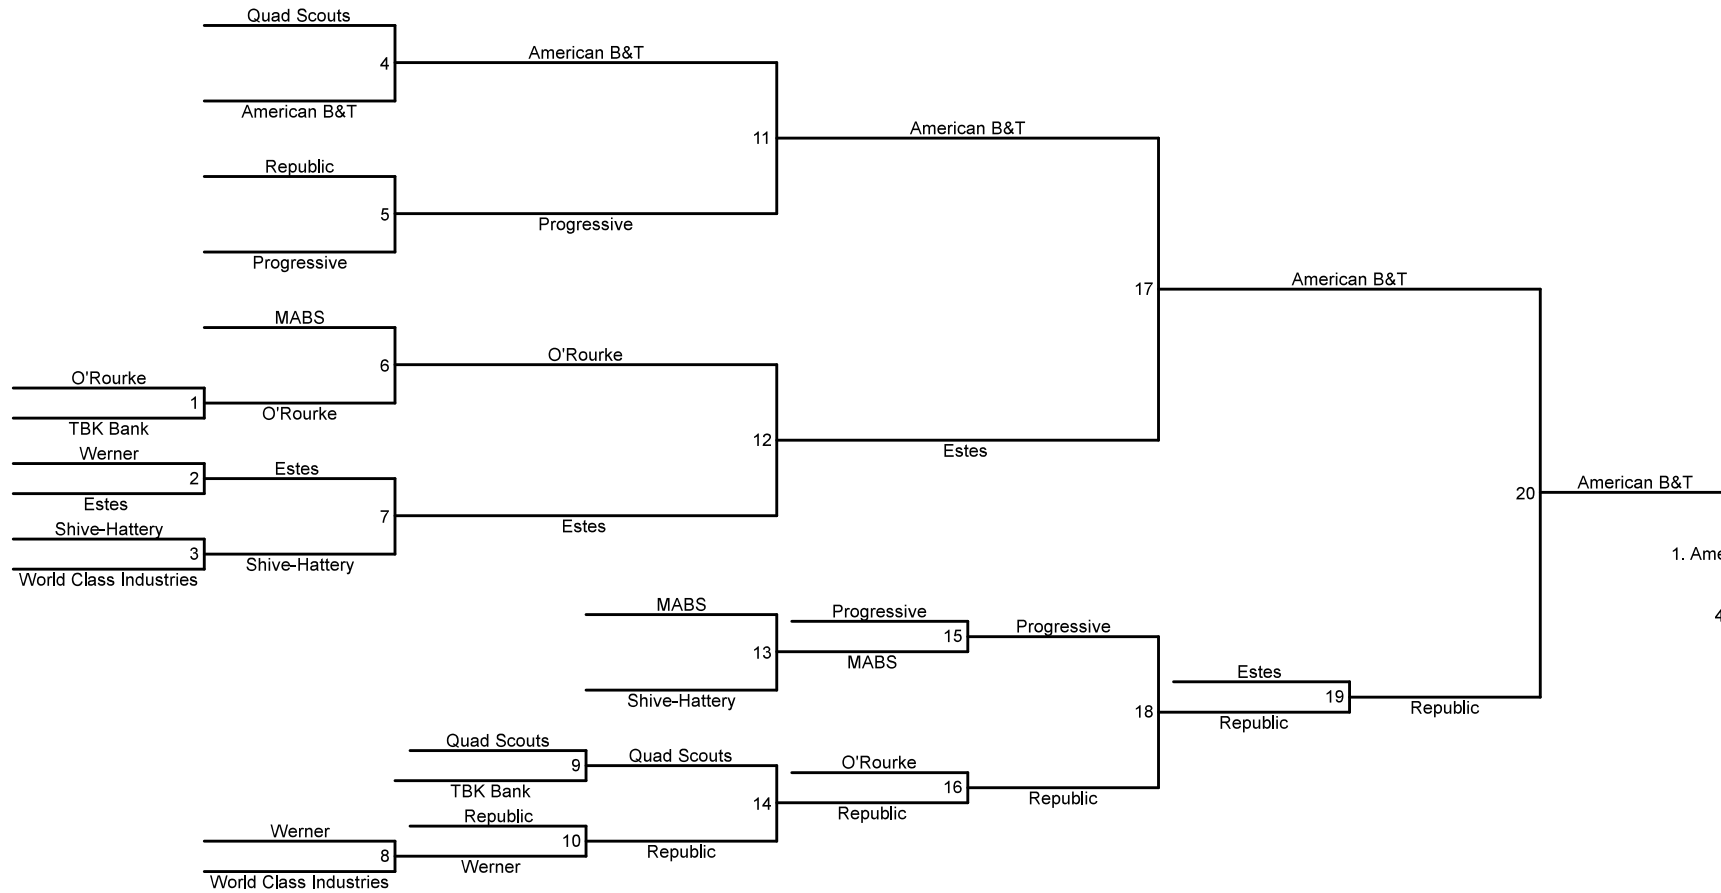 Quad Scouts
4
American B&T
American B&T
11
American B&T
Republic
5
Progressive
Progressive
17
American B&T
MABS
6
O'Rourke
O'Rourke
1
O'Rourke
TBK Bank
12
Estes
Werner
2
Estes
Estes
7
Estes
Shive-Hattery
3
Shive-Hattery
World Class Industries
20
American B&T
1. Ame
4
MABS
13
Shive-Hattery
Progressive
15
Progressive
MABS
18
Estes
19
Republic
Republic
Quad Scouts
9
Quad Scouts
TBK Bank
14
O'Rourke
16
Republic
Republic
Republic
10
Republic
Werner
Werner
8
World Class Industries